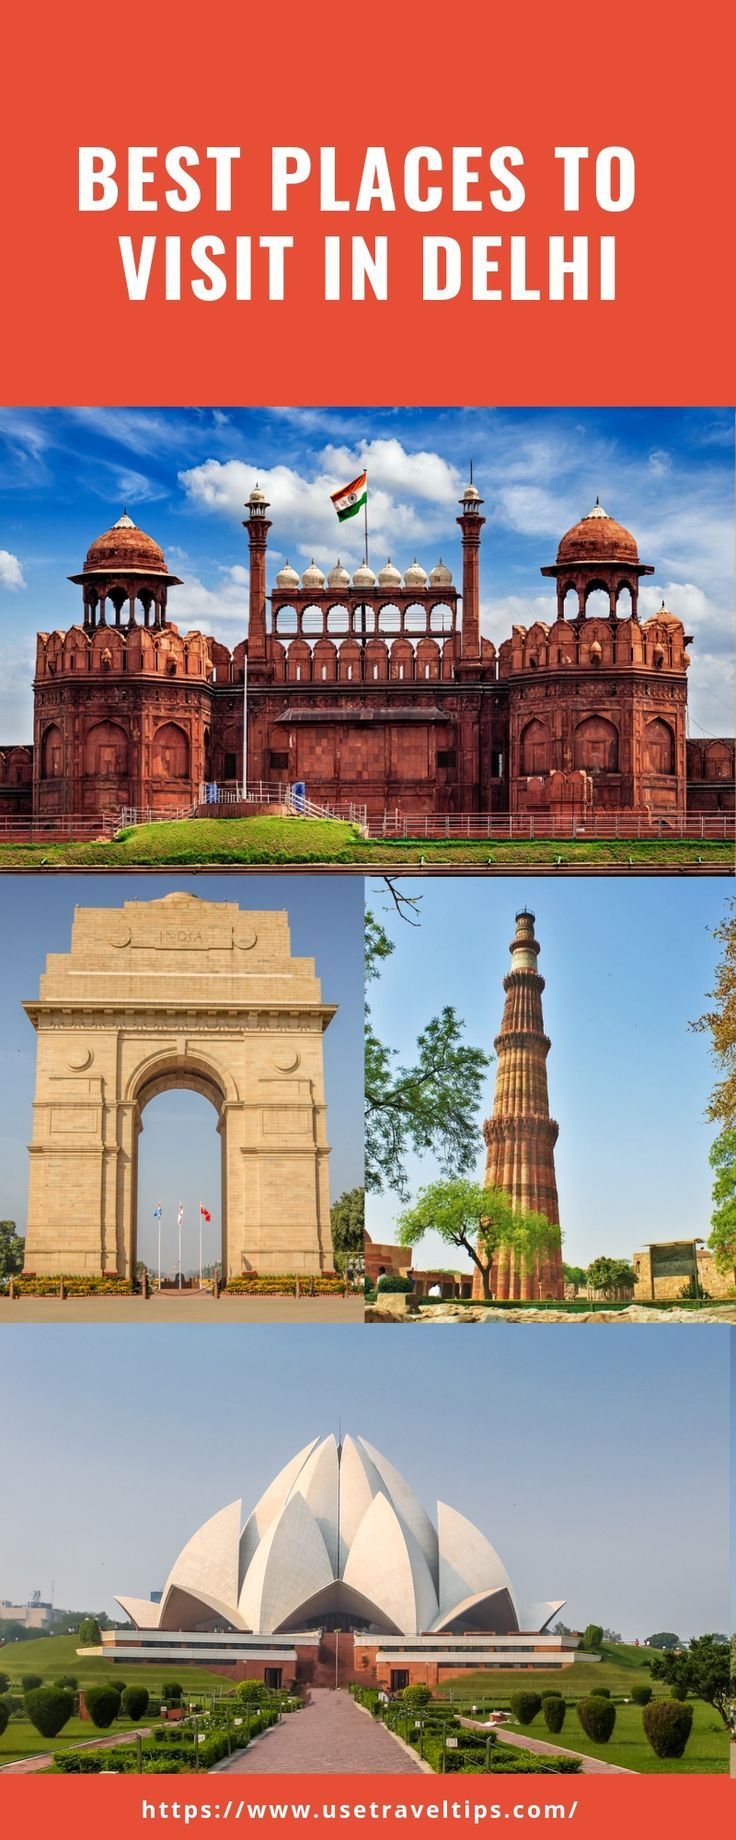 BEST PLACES TO
VISIT IN DELHI
INDIA
https://www.usetraveltips.com/